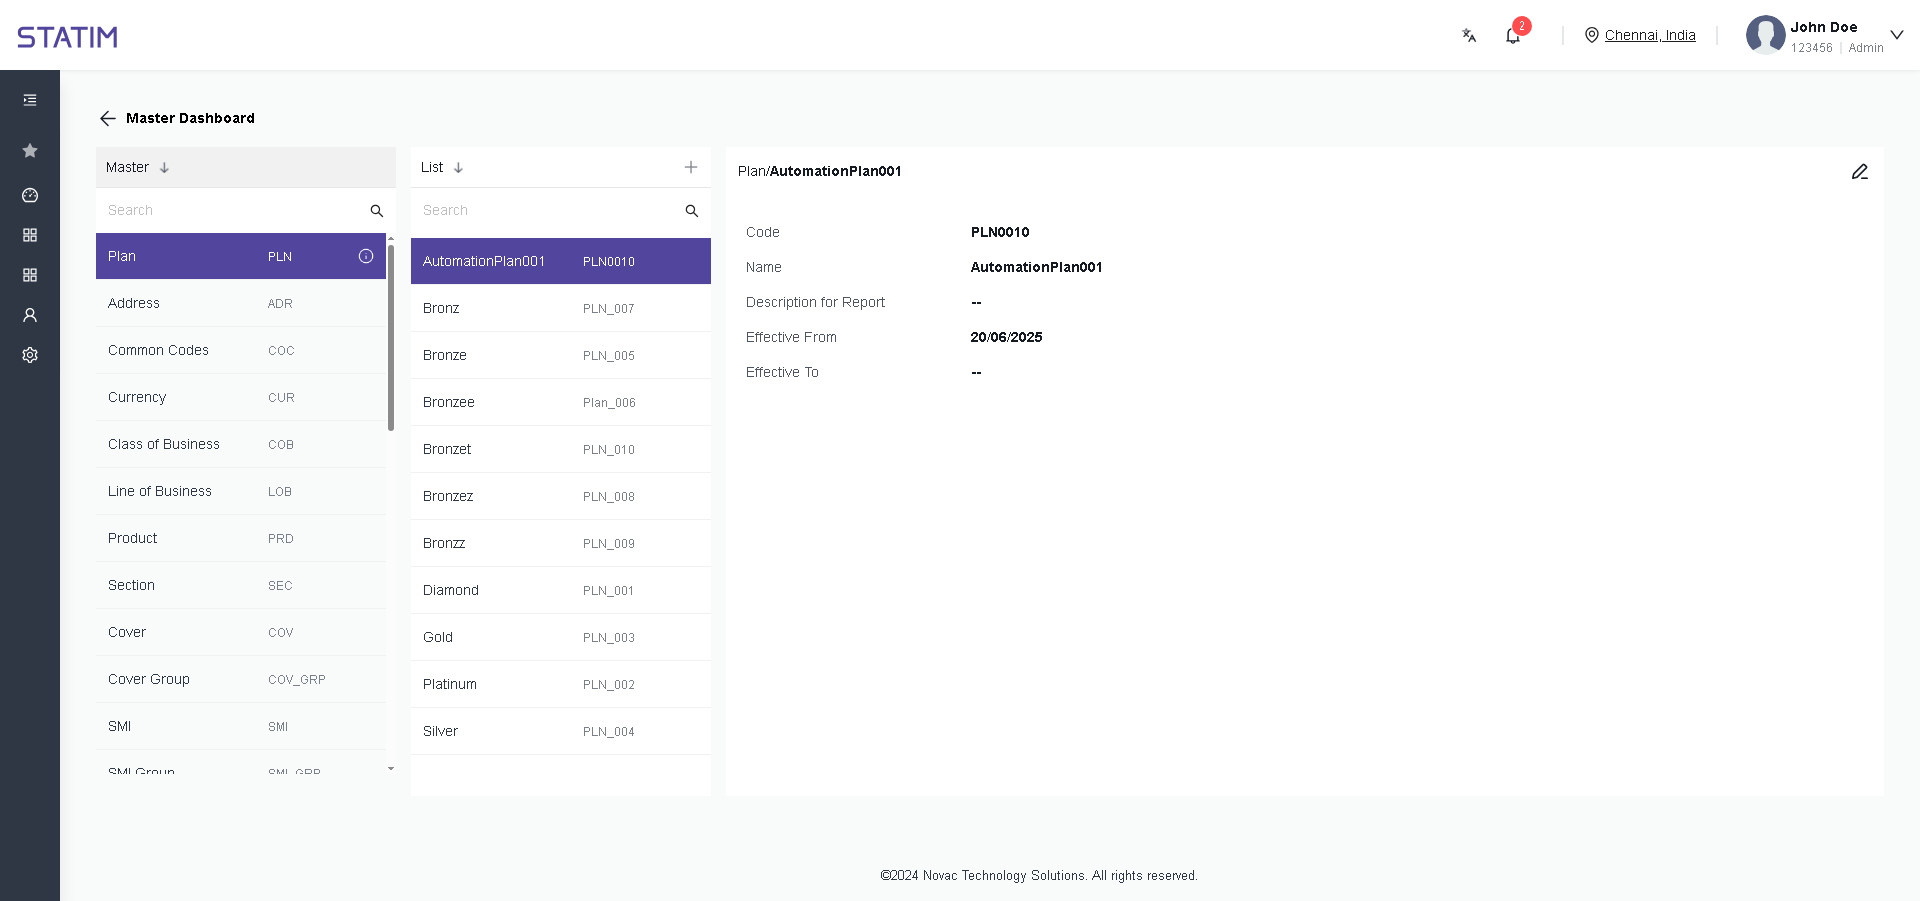 STATIM
2
Chennai, India
John Doe
123456 | Admin
Master Dashboard
Master
Search
Plan PLN
Address ADR
Common Codes COC
Currency CUR
Class of Business COB
Line of Business LOB
Product PRD
Section SEC
Cover COV
Cover Group COV_GRP
SMI SMI
SMI Group SMI_GRP
List
Search
AutomationPlan001 PLN0010
Bronz PLN_007
Bronze PLN_005
Bronzee Plan_006
Bronzet PLN_010
Bronzez PLN_008
Bronzz PLN_009
Diamond PLN_001
Gold PLN_003
Platinum PLN_002
Silver PLN_004
Plan/AutomationPlan001
Code PLN0010
Name AutomationPlan001
Description for Report --
Effective From 20/06/2025
Effective To --
©2024 Novac Technology Solutions. All rights reserved.